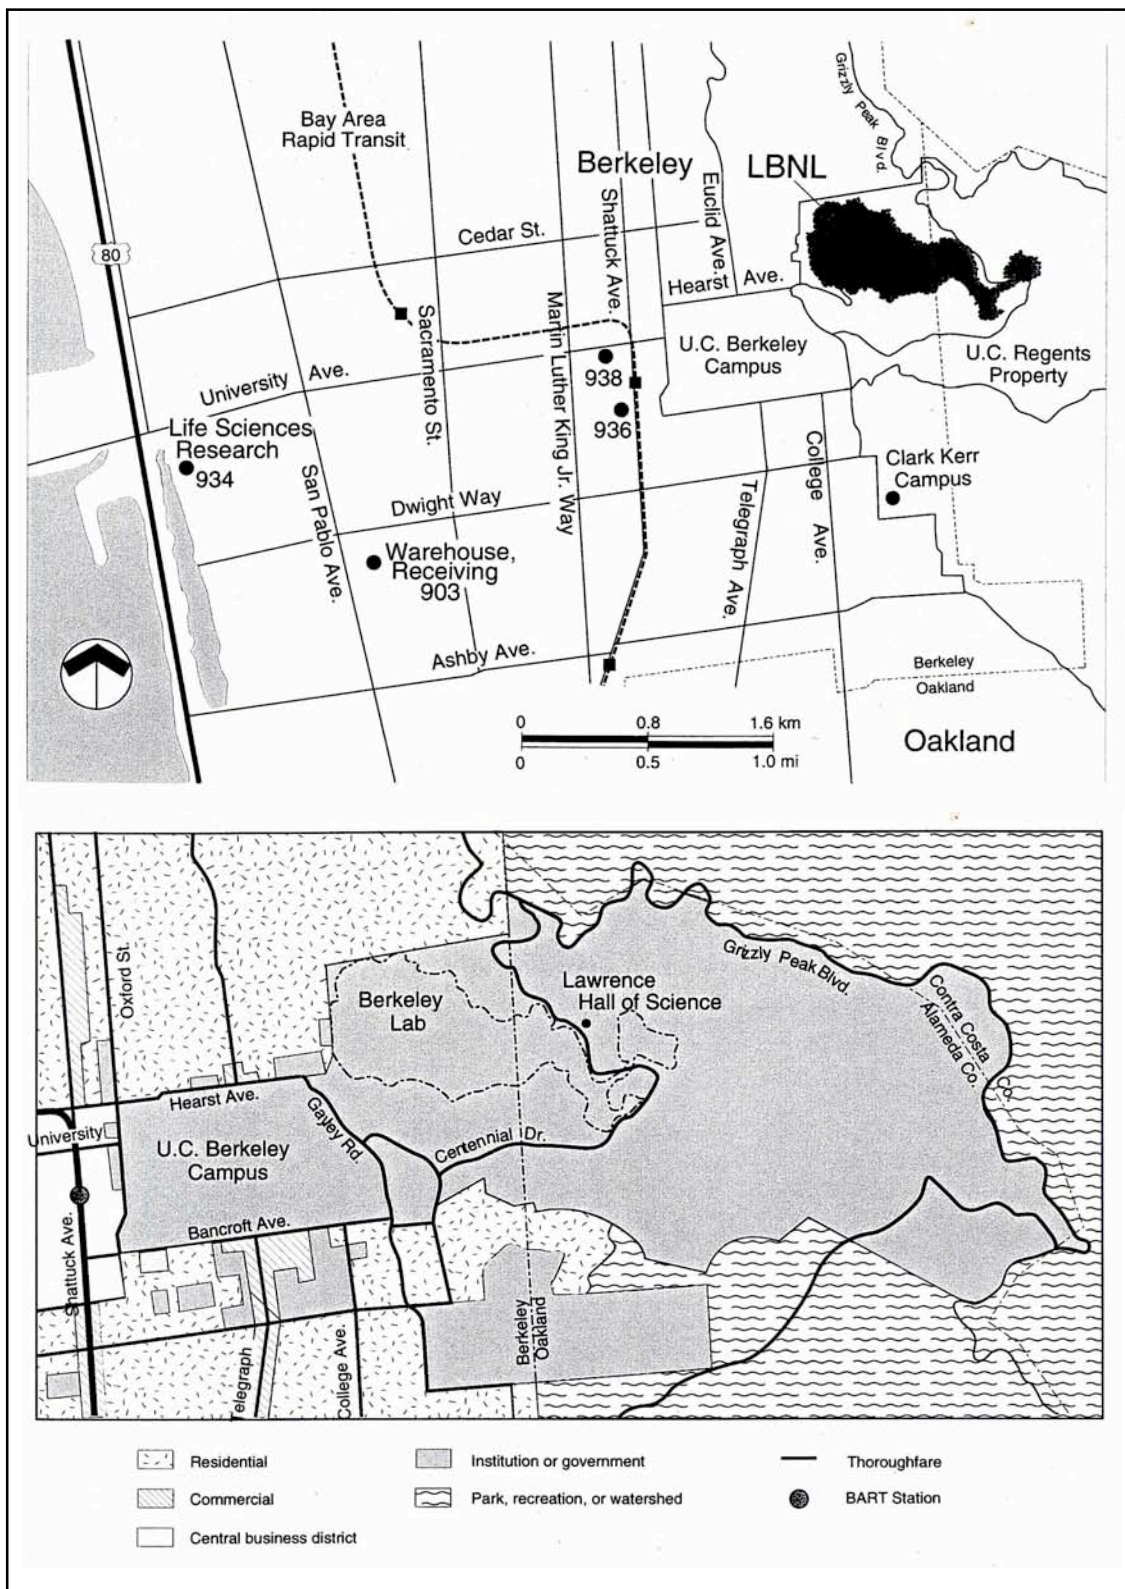 Grizzly Peak Blvd.
Bay Area
Rapid Transit
Berkeley
LBNL
Shattuck Ave.
Euclid Ave.
Cedar St.
80
Hearst Ave.
Sacramento St.
Martin Luther King Jr. Way
U.C. Berkeley
Campus
U.C. Regents
Property
University Ave.
938
936
Life Sciences
Research
934
San Pablo Ave.
College Ave.
Clark Kerr
Campus
Dwight Way
Telegraph Ave.
Warehouse,
Receiving
903
Ashby Ave.
Berkeley
Oakland
0 0.8 1.6 km
0 0.5 1.0 mi
Oakland
Oxford St.
Grizzly Peak Blvd.
Lawrence
Hall of Science
Berkeley
Lab
Contra Costa Co.
Alameda Co.
Hearst Ave.
Gayley Rd.
University
U.C. Berkeley
Campus
Centennial Dr.
Bancroft Ave.
Shattuck Ave.
Berkeley
Oakland
Telegraph
College Ave.
Residential
Institution or government
Thoroughfare
Commercial
Park, recreation, or watershed
BART Station
Central business district